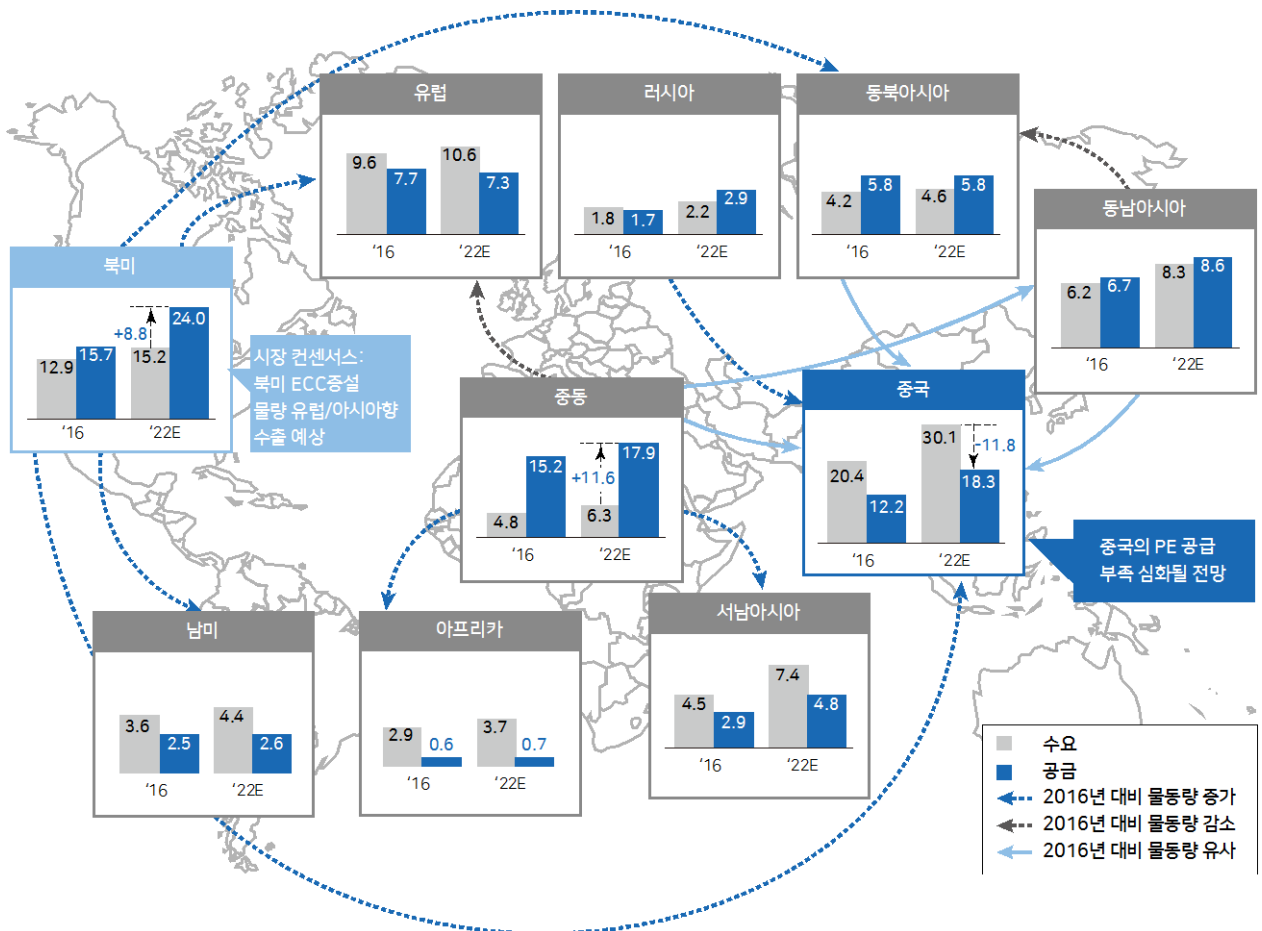 유럽
9.6
7.7
10.6
7.3
'16
'22E
러시아
1.8
1.7
2.2
2.9
'16
'22E
동북아시아
4.2
5.8
4.6
5.8
'16
'22E
동남아시아
6.2
6.7
8.3
8.6
'16
'22E
북미
12.9
15.7
+8.8
15.2
24.0
'16
'22E
시장 컨센서스:
북미 ECC증설
물량 유럽/아시아향
수출 예상
중동
4.8
15.2
+11.6
6.3
17.9
'16
'22E
중국
20.4
12.2
30.1
-11.8
18.3
'16
'22E
중국의 PE 공급
부족 심화될 전망
남미
3.6
2.5
4.4
2.6
'16
'22E
아프리카
2.9
0.6
3.7
0.7
'16
'22E
서남아시아
4.5
2.9
7.4
4.8
'16
'22E
수요
공급
2016년 대비 물동량 증가
2016년 대비 물동량 감소
2016년 대비 물동량 유사